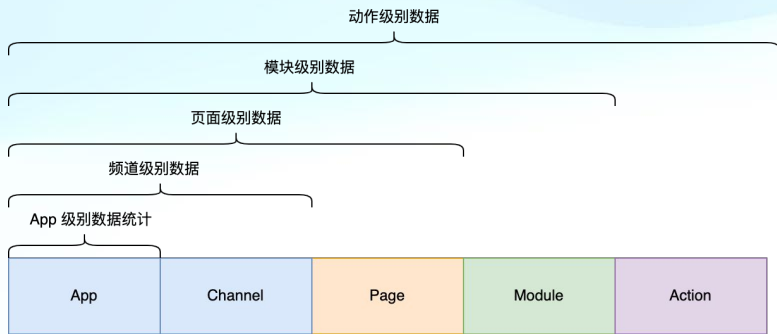 动作级别数据
模块级别数据
页面级别数据
频道级别数据
App 级别数据统计
App
Channel
Page
Module
Action